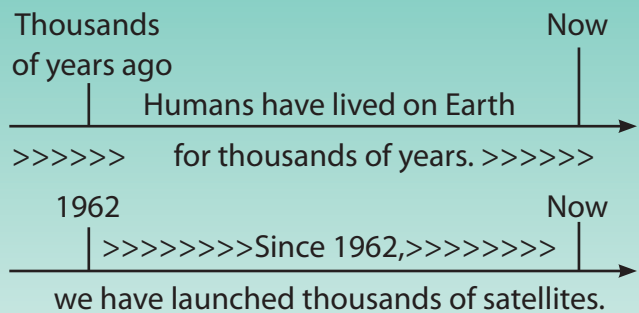 Thousands Now
of years ago
Humans have lived on Earth
>>>>>> for thousands of years. >>>>>>
1962 Now
>>>>>>>>Since 1962,>>>>>>>>
we have launched thousands of satellites.